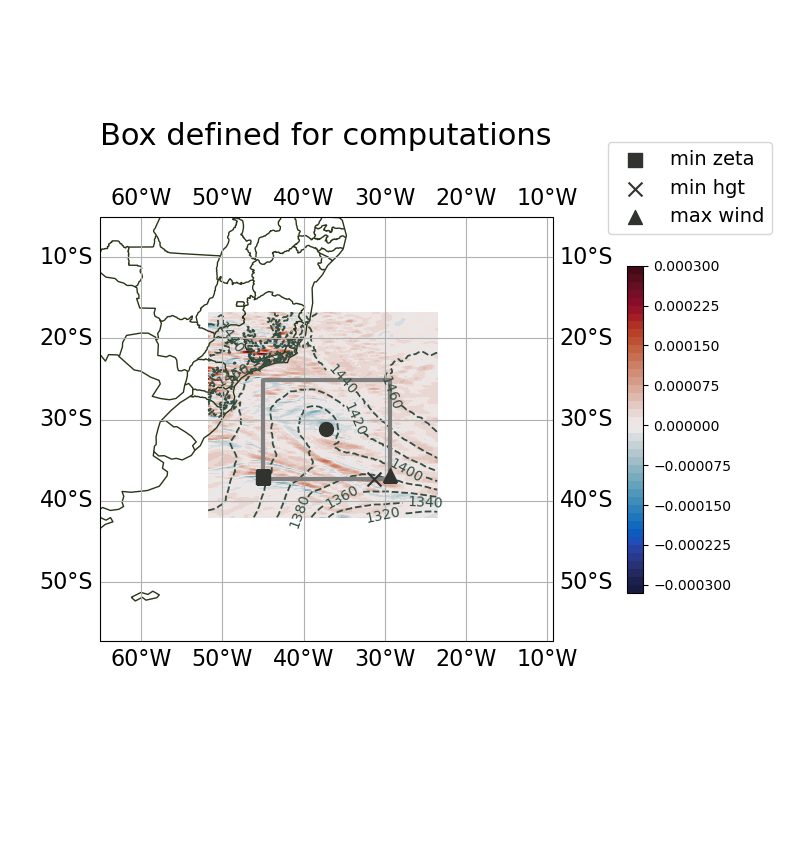 Box defined for computations
min zeta
min hgt
max wind
60°W 50°W 40°W 30°W 20°W 10°W
10°S 10°S
20°S 20°S
30°S 30°S
40°S 40°S
50°S 50°S
60°W 50°W 40°W 30°W 20°W 10°W
1440
1460
1420
1400
1380
1360
1340
1320
0.000300
0.000225
0.000150
0.000075
0.000000
−0.000075
−0.000150
−0.000225
−0.000300